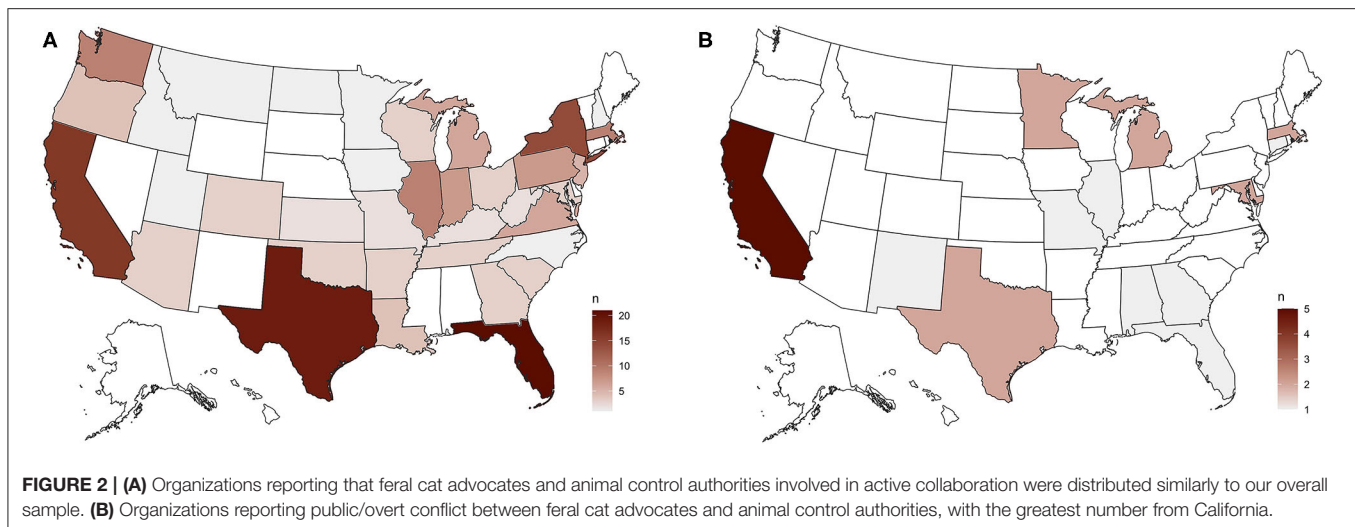 A
B
n
20
15
10
5
n
5
4
3
2
1
FIGURE 2 | (A) Organizations reporting that feral cat advocates and animal control authorities involved in active collaboration were distributed similarly to our overall
sample. (B) Organizations reporting public/overt conflict between feral cat advocates and animal control authorities, with the greatest number from California.